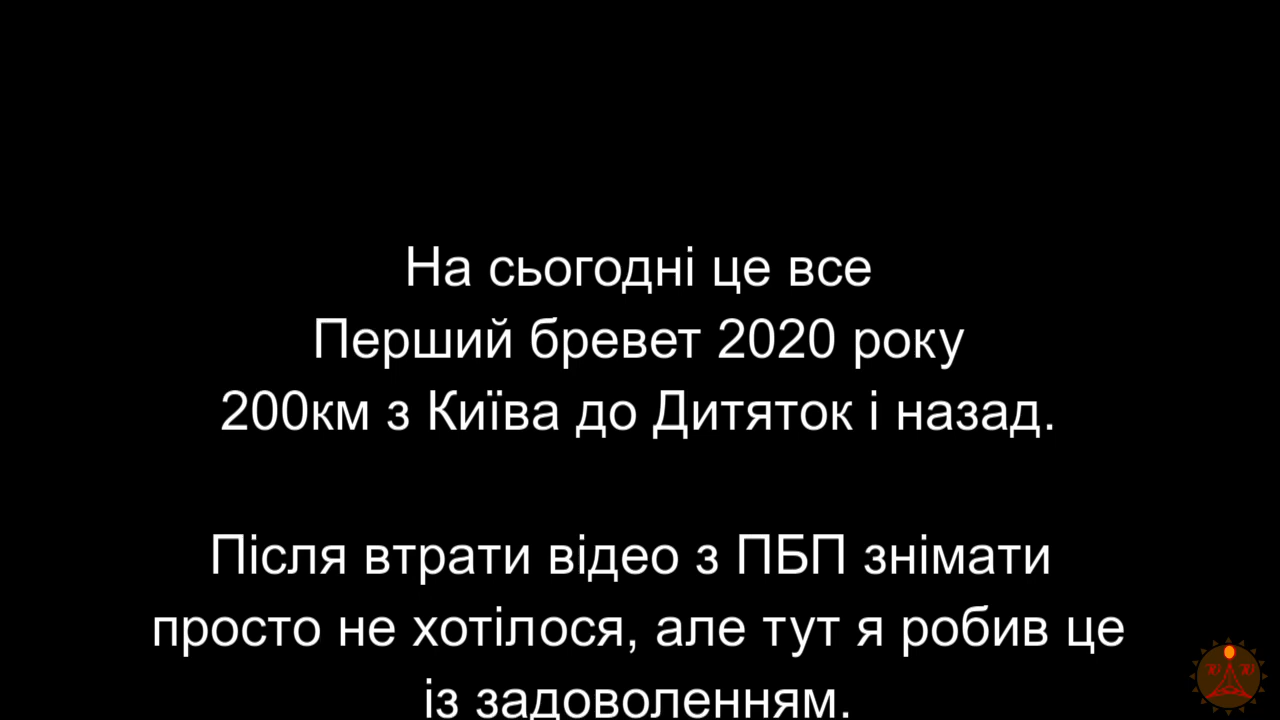 На сьогодні це все
Перший бревет 2020 року
200км з Київа до Дитяток і назад.
Після втрати відео з ПБП знімати
просто не хотілося, але тут я робив це
із задоволенням.